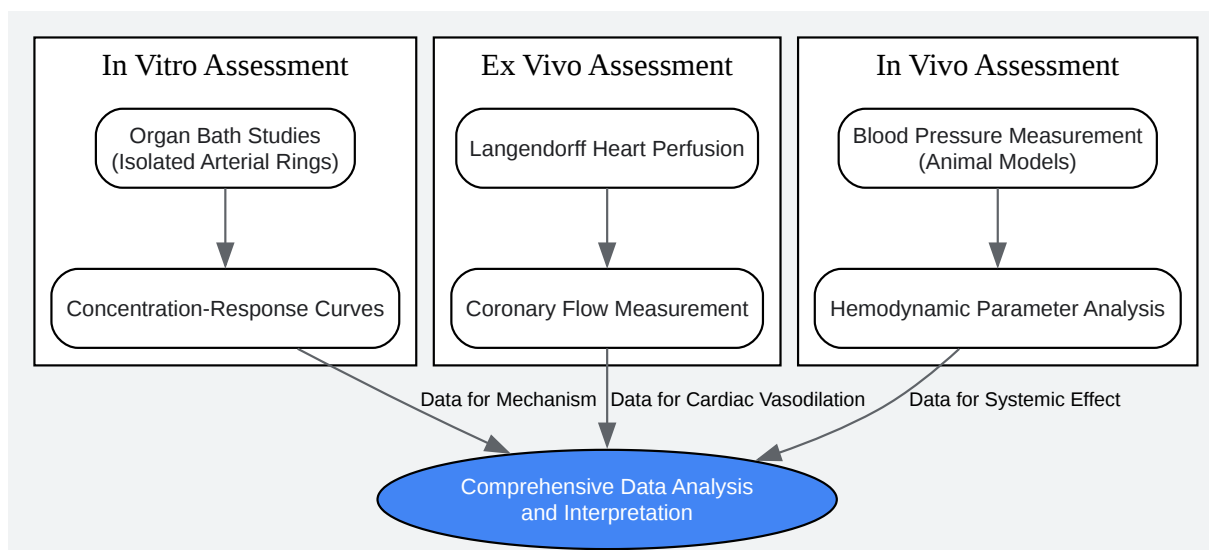 In Vitro Assessment
Organ Bath Studies
(Isolated Arterial Rings)
Concentration-Response Curves
Ex Vivo Assessment
Langendorff Heart Perfusion
Coronary Flow Measurement
In Vivo Assessment
Blood Pressure Measurement
(Animal Models)
Hemodynamic Parameter Analysis
Data for Mechanism
Data for Cardiac Vasodilation
Data for Systemic Effect
Comprehensive Data Analysis
and Interpretation